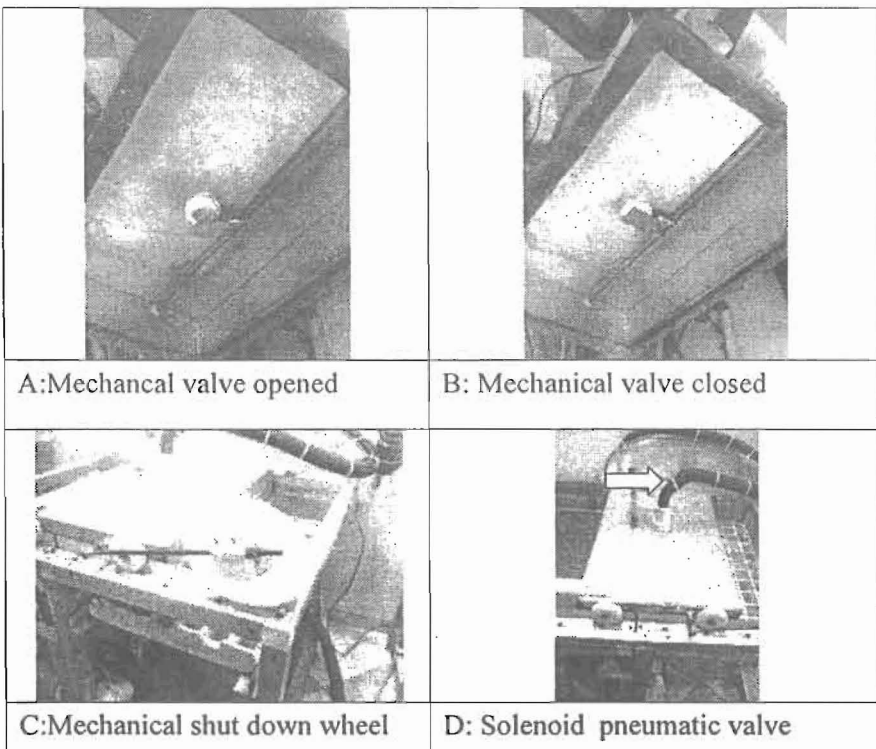 A:Mechancal valve opened
B: Mechanical valve closed
C:Mechanical shut down wheel
D: Solenoid pneumatic valve